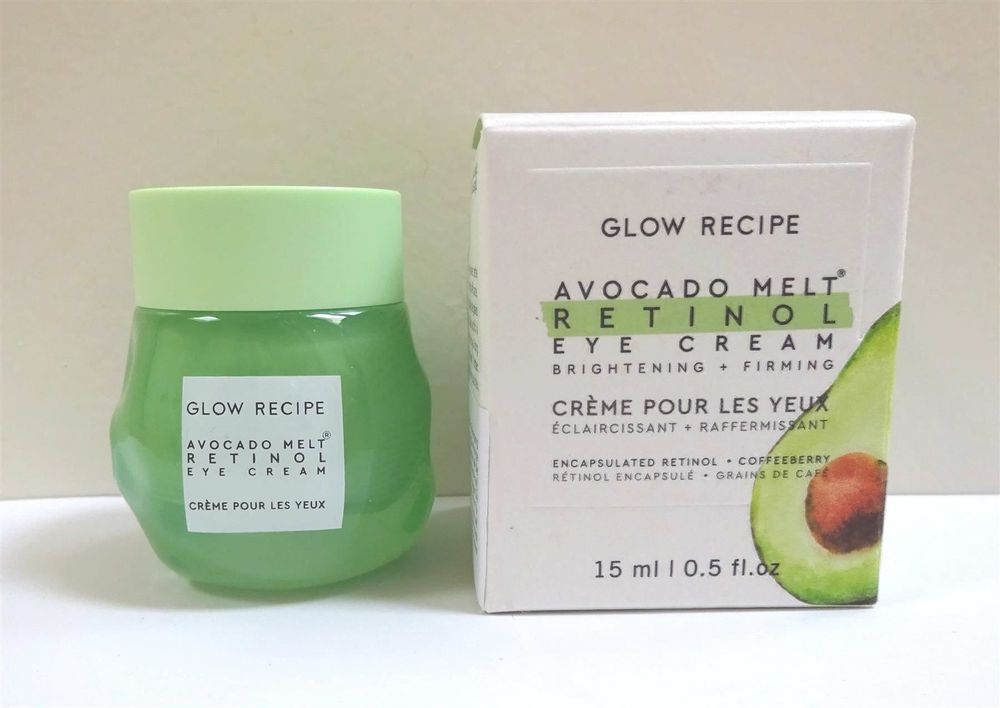 GLOW RECIPE
AVOCADO MELT®
RETINOL
EYE CREAM
CRÈME POUR LES YEUX
GLOW RECIPE
AVOCADO MELT®
RETINOL
EYE CREAM
BRIGHTENING + FIRMING
CRÈME POUR LES YEUX
ÉCLAIRCISSANT + RAFFERMISSANT
ENCAPSULATED RETINOL • COFFEEBERRY
RÉTINOL ENCAPSULÉ • GRAINS DE CAFÉ
15 ml | 0.5 fl.oz